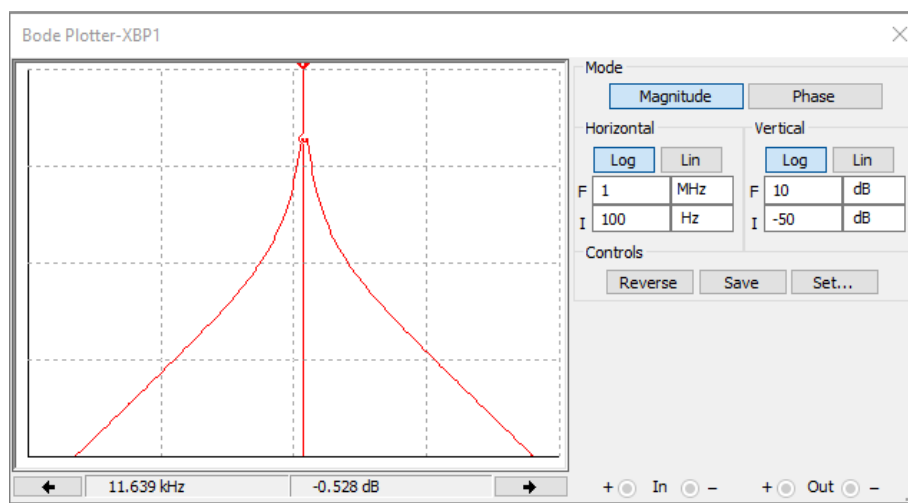 Bode Plotter-XBP1
Mode
Magnitude Phase
Horizontal Vertical
Log Lin Log Lin
F 1 MHz F 10 dB
I 100 Hz I -50 dB
Controls
Reverse Save Set...
11.639 kHz -0.528 dB + In − + Out −